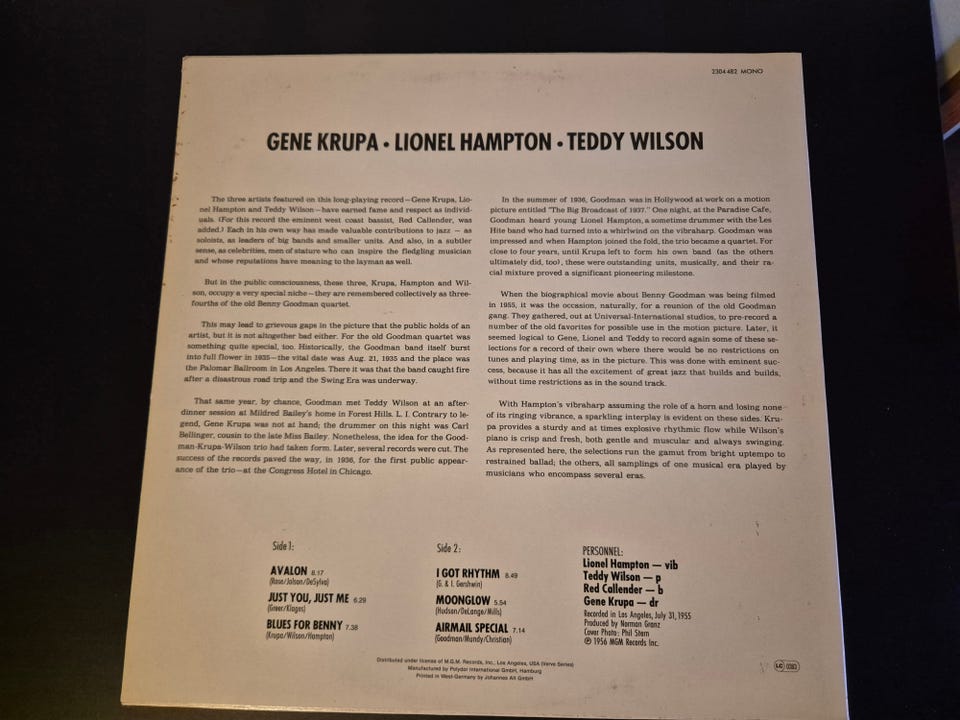 2304 482 MONO
GENE KRUPA • LIONEL HAMPTON • TEDDY WILSON
The three artists featured on this long-playing record—Gene Krupa, Lio-
nel Hampton and Teddy Wilson—have earned fame and respect as individ-
uals. (For this record the eminent west coast bassist, Red Callender, was
added.) Each in his own way has made valuable contributions to jazz — as
soloists, as leaders of big bands and smaller units. And also, in a subtler
sense, as celebrities, men of stature who can inspire the fledgling musician
and whose reputations have meaning to the layman as well.
But in the public consciousness, these three, Krupa, Hampton and Wil-
son, occupy a very special niche—they are remembered collectively as three-
fourths of the old Benny Goodman quartet.
This may lead to grievous gaps in the picture that the public holds of an
artist, but it is not altogether bad either. For the old Goodman quartet was
something quite special, too. Historically, the Goodman band itself burst
into full flower in 1935—the vital date was Aug. 21, 1935 and the place was
the Palomar Ballroom in Los Angeles. There it was that the band caught fire
after a disastrous road trip and the Swing Era was underway.
That same year, by chance, Goodman met Teddy Wilson at an after-
dinner session at Mildred Bailey's home in Forest Hills. L. I. Contrary to le-
gend, Gene Krupa was not at hand; the drummer on this night was Carl
Bellinger, cousin to the late Miss Bailey. Nonetheless, the idea for the Good-
man-Krupa-Wilson trio had taken form. Later, several records were cut. The
success of the records paved the way, in 1936, for the first public appear-
ance of the trio—at the Congress Hotel in Chicago.
In the summer of 1936, Goodman was in Hollywood at work on a motion
picture entitled "The Big Broadcast of 1937." One night, at the Paradise Cafe,
Goodman heard young Lionel Hampton, a sometime drummer with the Les
Hite band who had turned into a whirlwind on the vibraharp. Goodman was
impressed and when Hampton joined the fold, the trio became a quartet. For
close to four years, until Krupa left to form his own band (as the others
ultimately did, too), these were outstanding units, musically, and their ra-
cial mixture proved a significant pioneering milestone.
When the biographical movie about Benny Goodman was being filmed
in 1955, it was the occasion, naturally, for a reunion of the old Goodman
gang. They gathered, out at Universal-International studios, to pre-record a
number of the old favorites for possible use in the motion picture. Later, it
seemed logical to Gene, Lionel and Teddy to record again some of these se-
lections for a record of their own where there would be no restrictions on
tunes and playing time, as in the picture. This was done with eminent suc-
cess, because it has all the excitement of great jazz that builds and builds,
without time restrictions as in the sound track.
With Hampton's vibraharp assuming the role of a horn and losing none
of its ringing vibrance, a sparkling interplay is evident on these sides. Kru-
pa provides a sturdy and at times explosive rhythmic flow while Wilson's
piano is crisp and fresh, both gentle and muscular and always swinging.
As represented here, the selections run the gamut from bright uptempo to
restrained ballad; the others, all samplings of one musical era played by
musicians who encompass several eras.
Side 1:
AVALON 8.17
(Rose/Jolson/DeSylva)
JUST YOU, JUST ME 6.29
(Greer/Klages)
BLUES FOR BENNY 7.38
(Krupa/Wilson/Hampton)
Side 2:
I GOT RHYTHM 8.49
(G. & I. Gershwin)
MOONGLOW 5.54
(Hudson/DeLange/Mills)
AIRMAIL SPECIAL 7.14
(Goodman/Mundy/Christian)
PERSONNEL:
Lionel Hampton — vib
Teddy Wilson — p
Red Callender — b
Gene Krupa — dr
Recorded in Los Angeles, July 31, 1955
Produced by Norman Granz
Cover Photo: Phil Stern
℗ 1956 MGM Records Inc.
Distributed under license of M.G.M. Records, Inc., Los Angeles, USA (Verve Series)
Manufactured by Polydor International GmbH, Hamburg
Printed in West-Germany by Johannes Alt GmbH
LC 0383